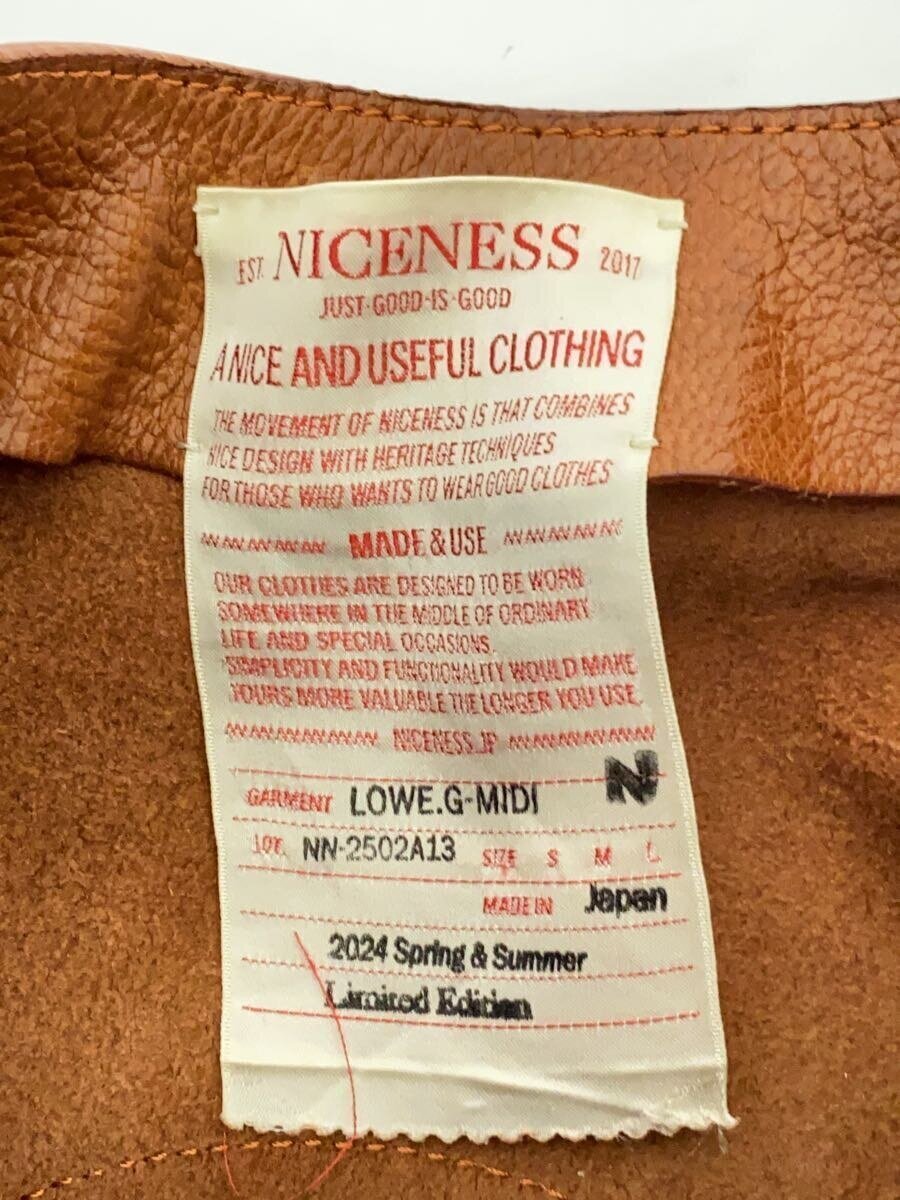 EST. NICENESS 2017
JUST·GOOD·IS·GOOD
A NICE AND USEFUL CLOTHING
THE MOVEMENT OF NICENESS IS THAT COMBINES
NICE DESIGN WITH HERITAGE TECHNIQUES
FOR THOSE WHO WANTS TO WEAR GOOD CLOTHES
MADE & USE
OUR CLOTHES ARE DESIGNED TO BE WORN
SOMEWHERE IN THE MIDDLE OF ORDINARY
LIFE AND SPECIAL OCCASIONS.
SIMPLICITY AND FUNCTIONALITY WOULD MAKE
YOURS MORE VALUABLE THE LONGER YOU USE.
NICENESS.JP
N
GARMENT LOWE.G-MIDI
LOT. NN-2502A13 SIZE S M L
MADE IN Japan
2024 Spring & Summer
Limited Edition